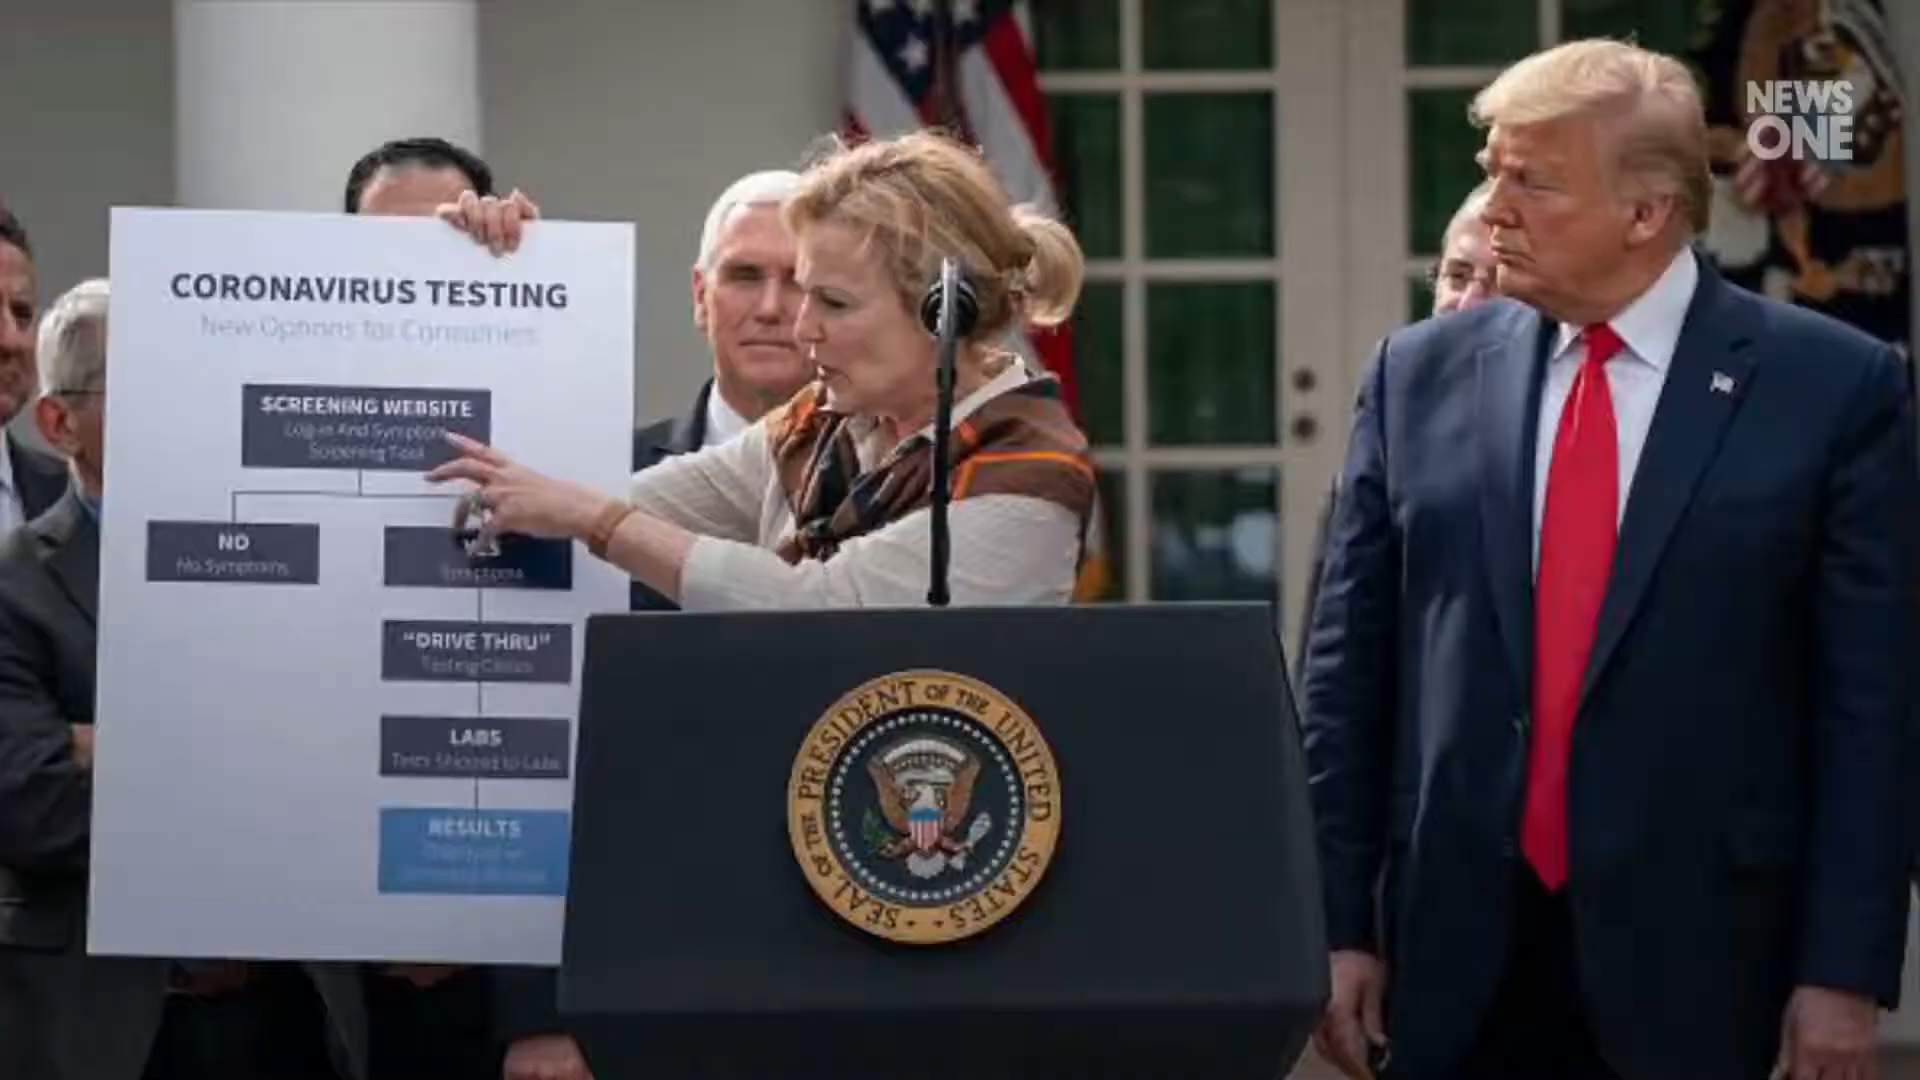 NEWS
ONE
CORONAVIRUS TESTING
New Options for Consumers
SCREENING WEBSITE
Log-in And Symptom
Screening Tool
NO
No Symptoms
YES
Symptoms
“DRIVE THRU”
Testing Clinics
LABS
Tests Shipped to Labs
RESULTS
SEAL OF THE PRESIDENT OF THE UNITED STATES